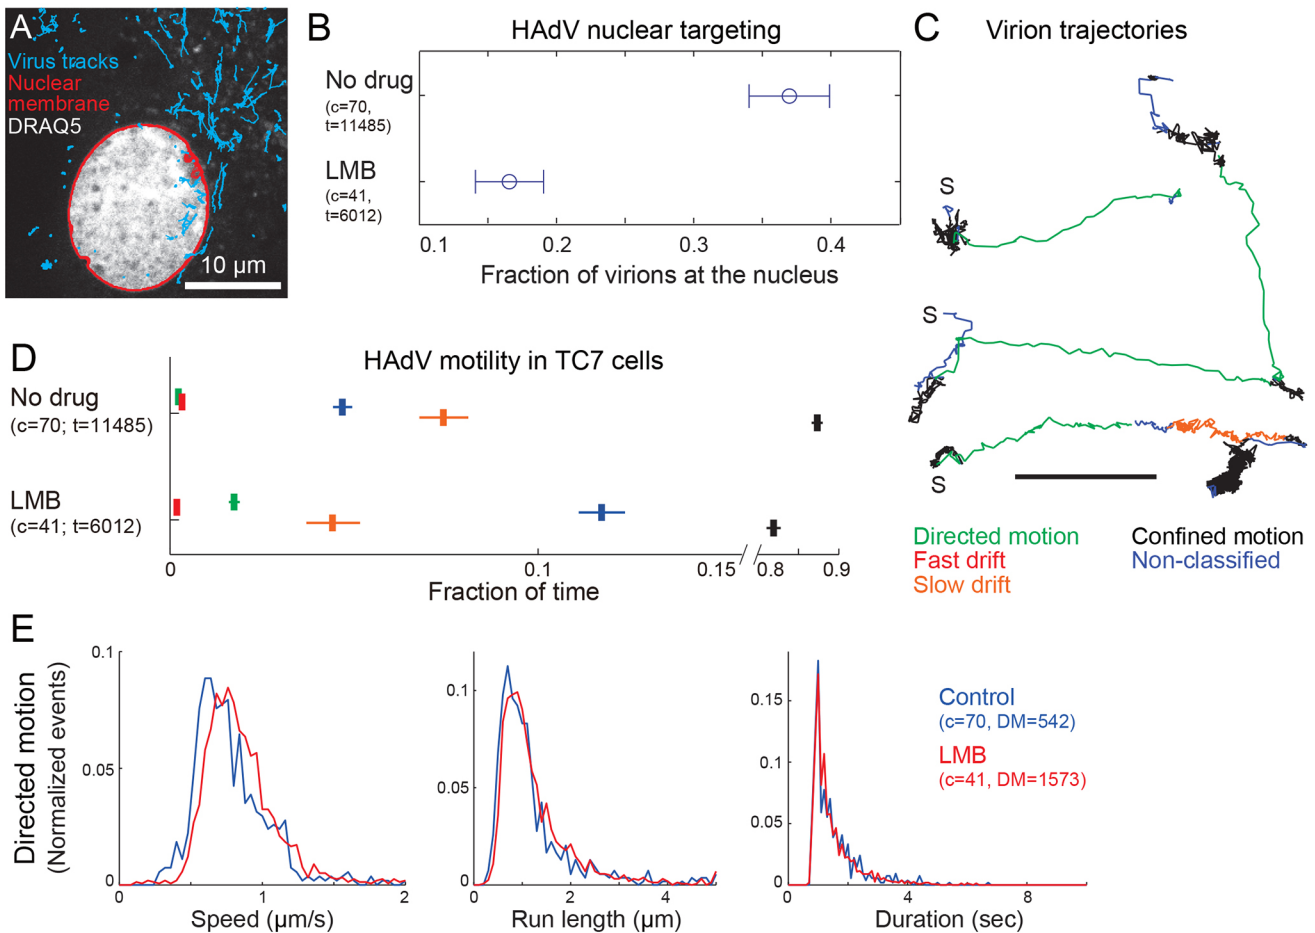 A
Virus tracks
Nuclear
membrane
DRAQ5
10 µm
B
HAdV nuclear targeting
No drug
(c=70,
t=11485)
LMB
(c=41,
t=6012)
0.1
0.2
0.3
0.4
Fraction of virions at the nucleus
C
Virion trajectories
S
S
S
Directed motion
Fast drift
Slow drift
Confined motion
Non-classified
D
HAdV motility in TC7 cells
No drug
(c=70; t=11485)
LMB
(c=41; t=6012)
0
0.1
0.15
0.8
0.9
Fraction of time
E
Directed motion
(Normalized events)
0.1
0.05
0
0
1
2
Speed (µm/s)
0.1
0.05
0
0
2
4
Run length (µm)
0.15
0.1
0.05
0
0
4
8
Duration (sec)
Control
(c=70, DM=542)
LMB
(c=41, DM=1573)